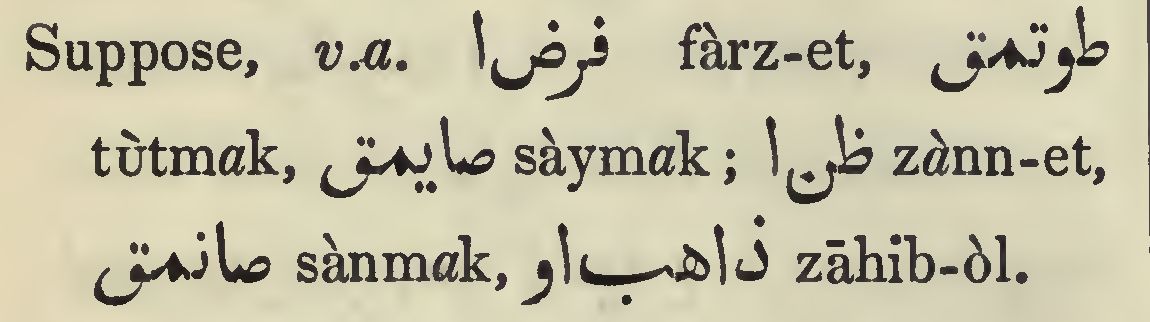 Suppose, v.a. فرض ا fàrz-et, طوتمق
tùtmak, صايمق sàymak; ظن ا zànn-et,
صانمق sànmak, ذاهب او zāhib-òl.